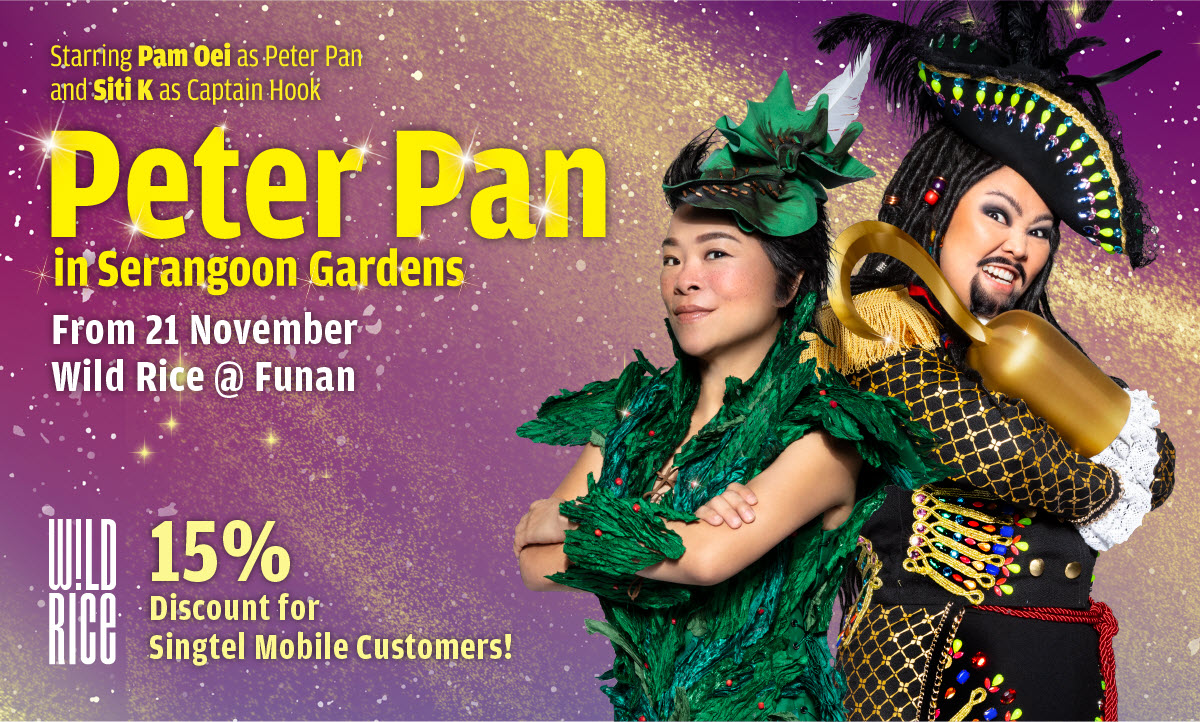 Starring Pam Oei as Peter Pan
and Siti K as Captain Hook
Peter Pan
in Serangoon Gardens
From 21 November
Wild Rice @ Funan
W!LD
RICE
15%
Discount for
Singtel Mobile Customers!